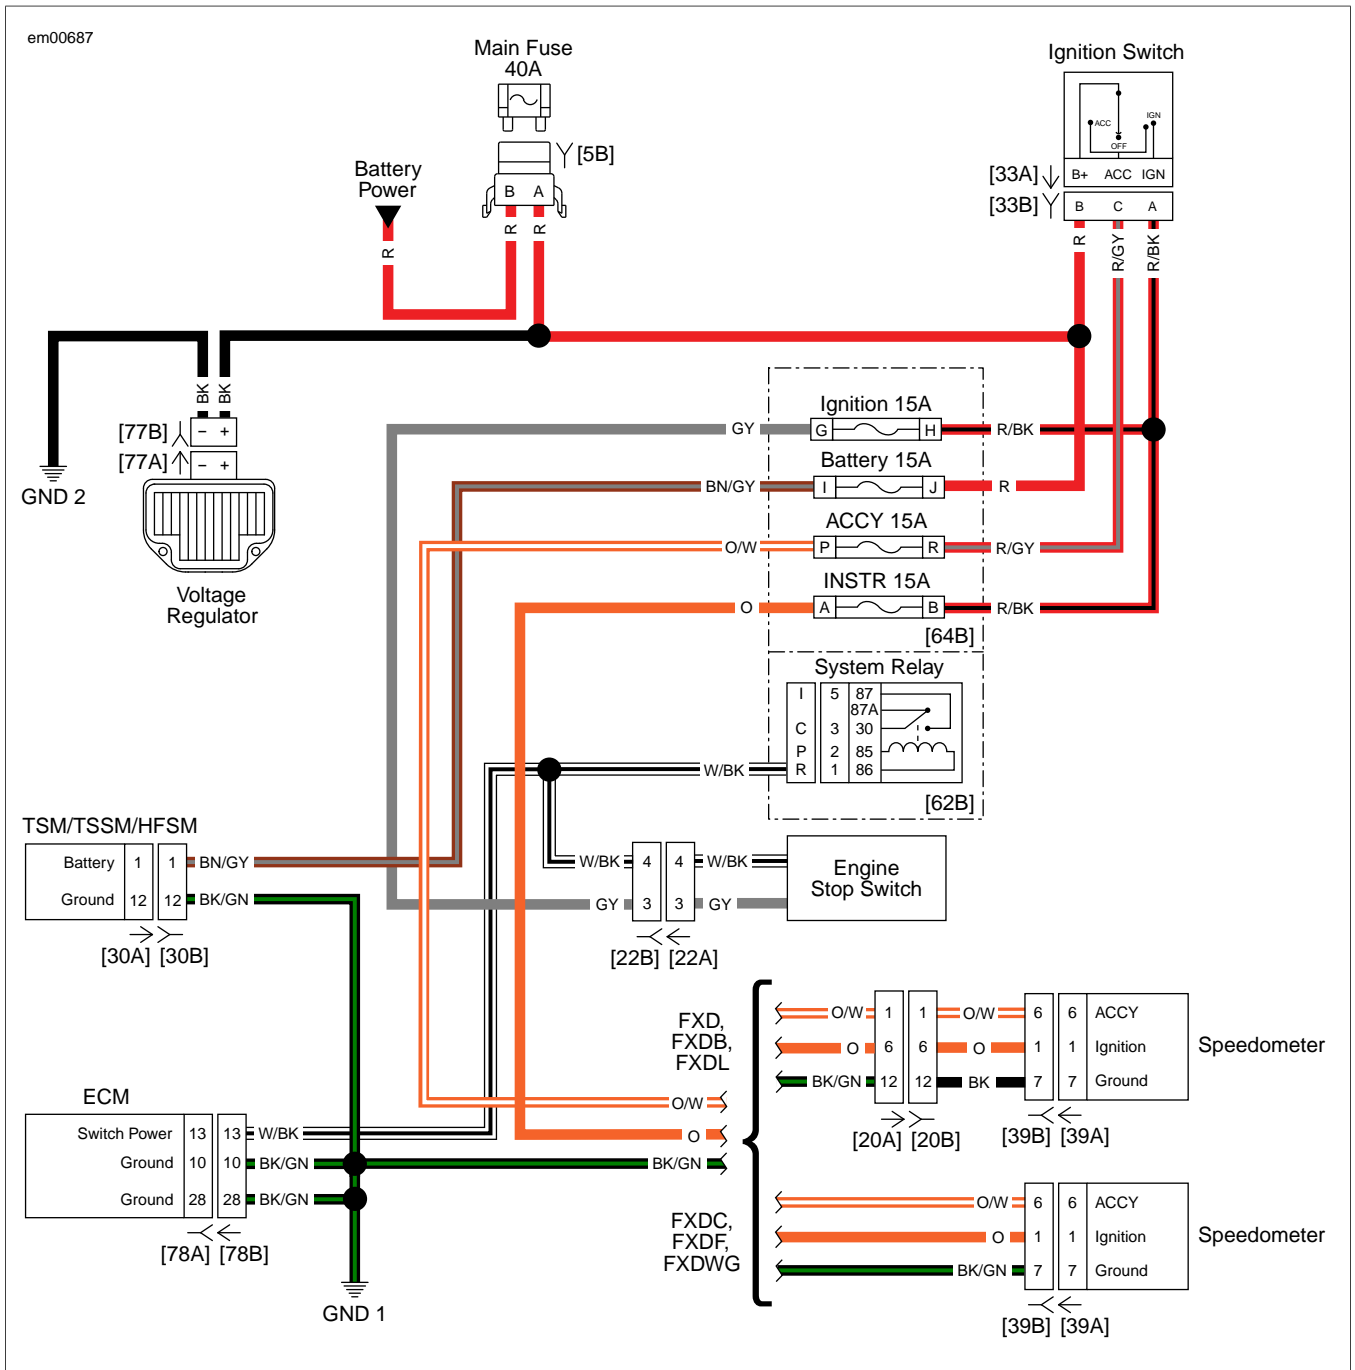 em00687
Main Fuse
40A
Ignition Switch
ACC
IGN
OFF
[5B]
Battery
Power
B A
[33A]
B+ ACC IGN
[33B]
B C A
R
R
R
R
R/GY
R/BK
BK
BK
[77B]
- +
[77A]
- +
GND 2
Voltage
Regulator
Ignition 15A
GY
G H
R/BK
Battery 15A
BN/GY
I J
R
ACCY 15A
O/W
P R
R/GY
INSTR 15A
O
A B
R/BK
[64B]
System Relay
I 5 87
87A
C 3 30
P 2 85
R 1 86
W/BK
[62B]
TSM/TSSM/HFSM
Battery 1 1 BN/GY
Ground 12 12 BK/GN
[30A] [30B]
W/BK 4 4 W/BK
GY 3 3 GY
[22B] [22A]
Engine
Stop Switch
FXD,
FXDB,
FXDL
O/W 1 1 O/W 6 6 ACCY
O 6 6 O 1 1 Ignition
BK/GN 12 12 BK 7 7 Ground
Speedometer
[20A] [20B]
[39B] [39A]
O/W
O
BK/GN
ECM
Switch Power 13 13 W/BK
Ground 10 10 BK/GN
Ground 28 28 BK/GN
[78A] [78B]
GND 1
FXDC,
FXDF,
FXDWG
O/W 6 6 ACCY
O 1 1 Ignition
BK/GN 7 7 Ground
Speedometer
[39B] [39A]